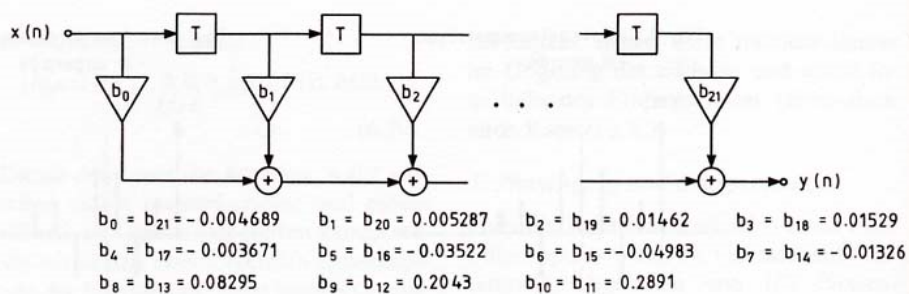 x (n) T T . . . . T
b₀ b₁ b₂ b₂₁
+ + + y (n)
b₀ = b₂₁ = -0.004689 b₁ = b₂₀ = 0.005287 b₂ = b₁₉ = 0.01462 b₃ = b₁₈ = 0.01529
b₄ = b₁₇ = -0.003671 b₅ = b₁₆ = -0.03522 b₆ = b₁₅ = -0.04983 b₇ = b₁₄ = -0.01326
b₈ = b₁₃ = 0.08295 b₉ = b₁₂ = 0.2043 b₁₀ = b₁₁ = 0.2891